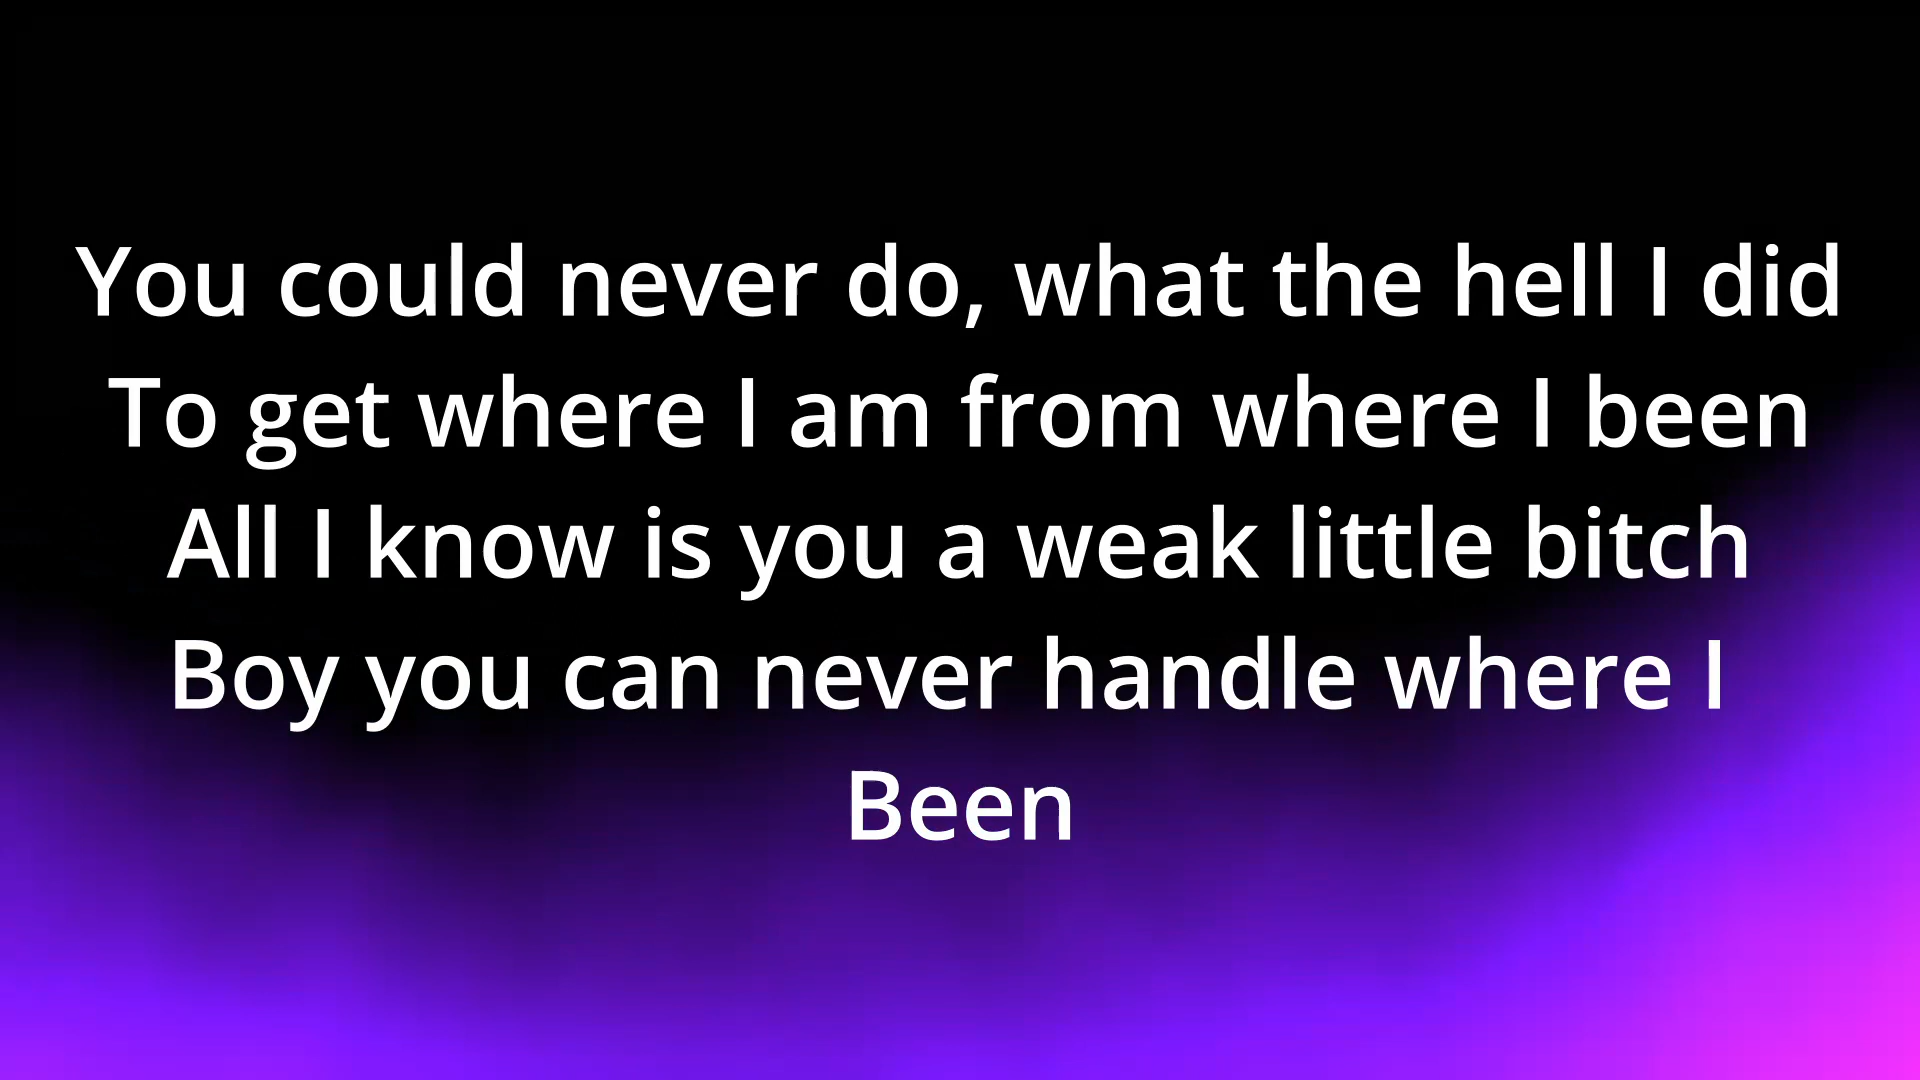 You could never do, what the hell I did
To get where I am from where I been
All I know is you a weak little bitch
Boy you can never handle where I
Been